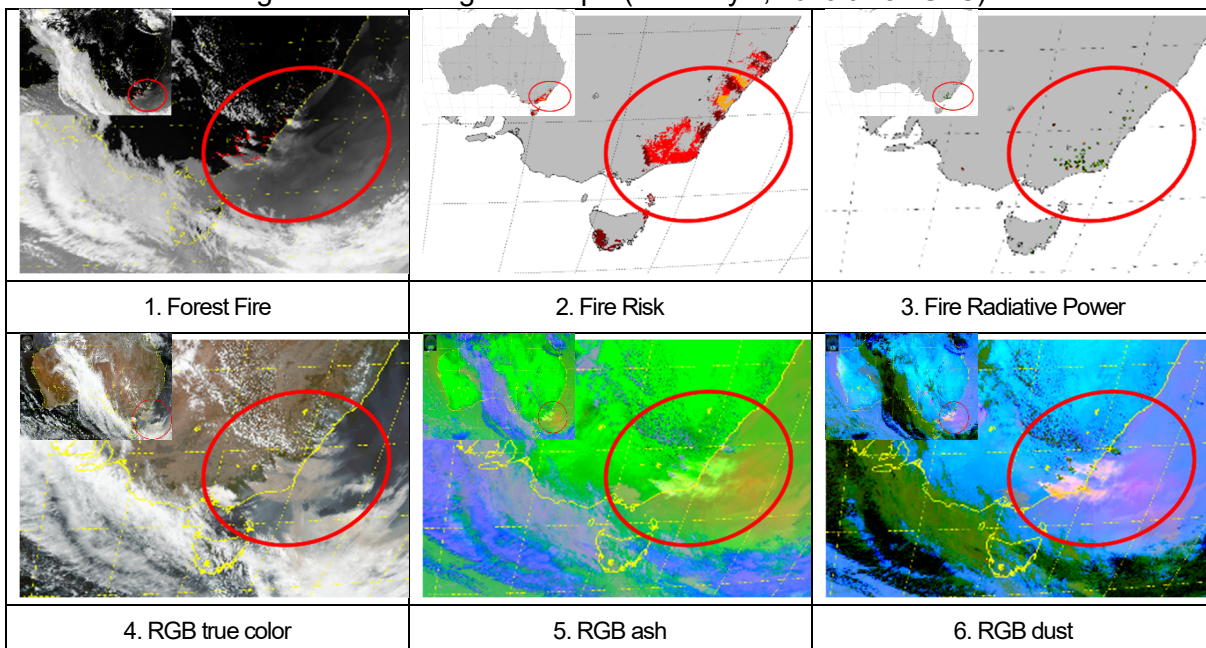 1. Forest Fire
2. Fire Risk
3. Fire Radiative Power
4. RGB true color
5. RGB ash
6. RGB dust